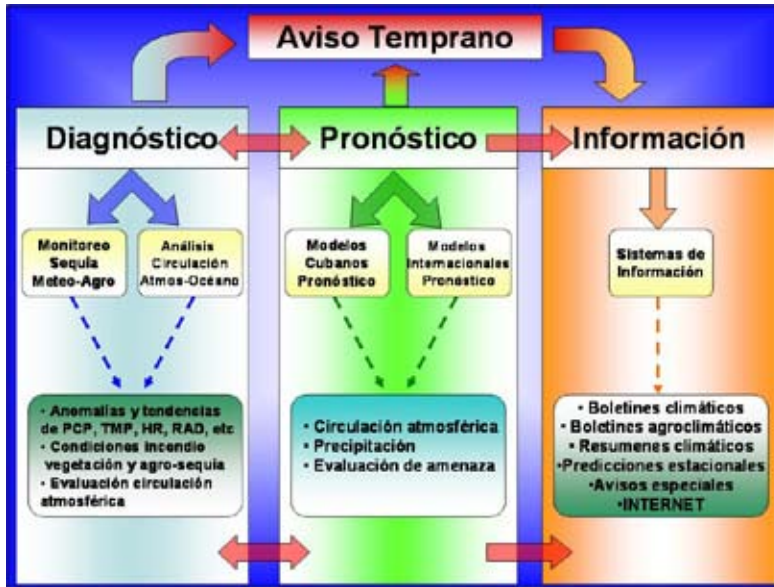 Aviso Temprano
Diagnóstico
Monitoreo
Sequía
Meteo-Agro
Análisis
Circulación
Atmos-Océano
• Anomalías y tendencias
de PCP, TMP, HR, RAD, etc
• Condiciones incendio
vegetación y agro-sequía
• Evaluación circulación
atmosférica
Pronóstico
Modelos
Cubanos
Pronóstico
Modelos
Internacionales
Pronóstico
• Circulación atmosférica
• Precipitación
• Evaluación de amenaza
Información
Sistemas de
Información
• Boletines climáticos
• Boletines agroclimáticos
• Resumenes climáticos
•Predicciones estacionales
•Avisos especiales
•INTERNET